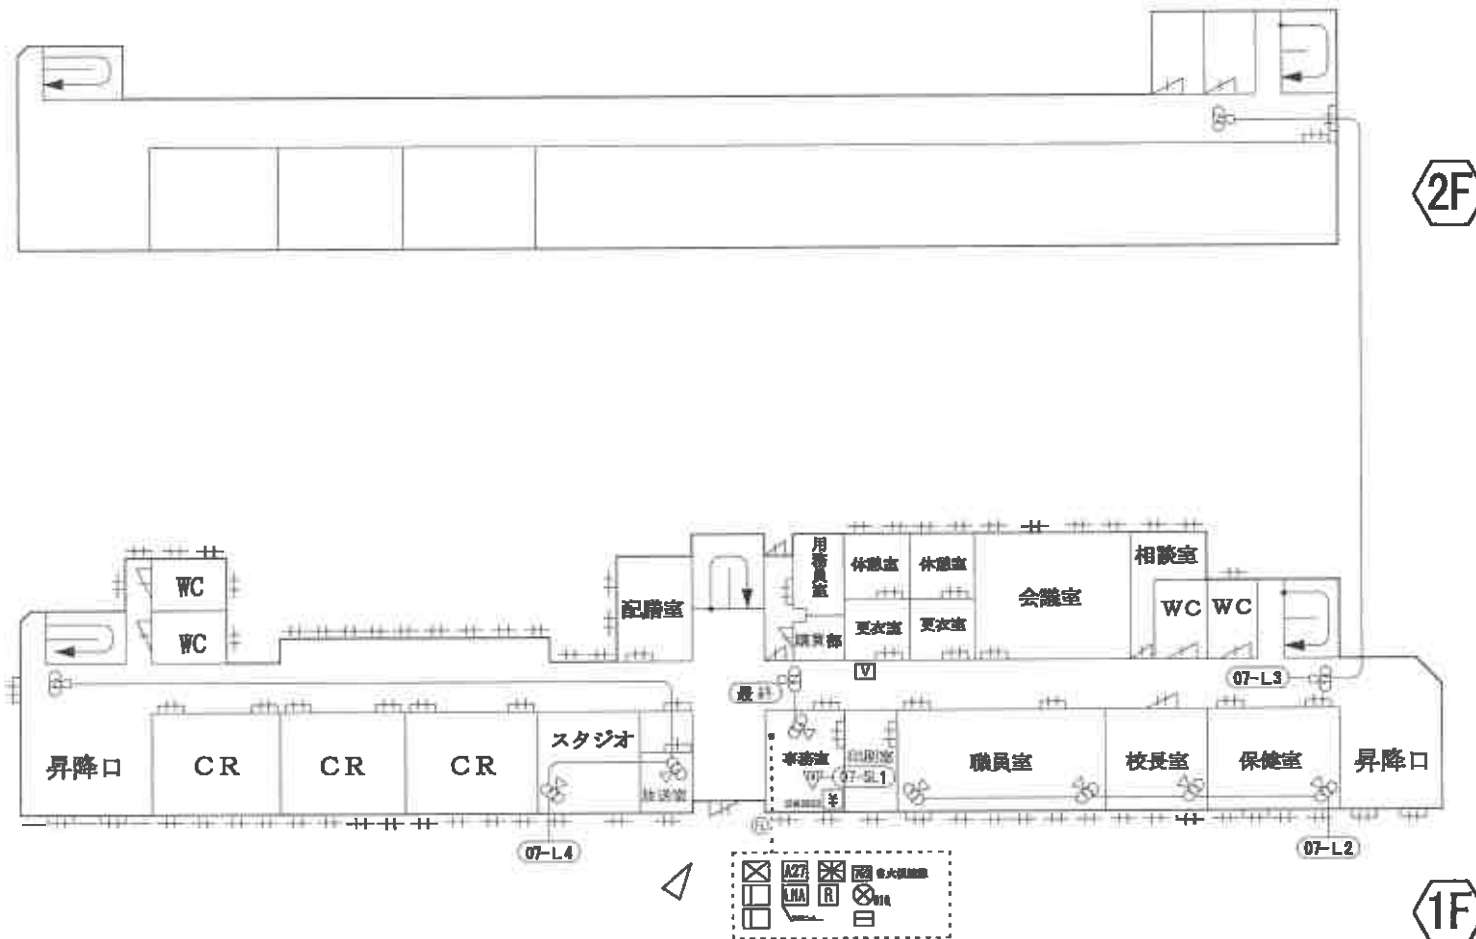 2F
用務員室
休憩室
休憩室
会議室
相談室
WC
WC
配膳室
更衣室
更衣室
WC
WC
07-L3
最終
昇降口
CR
CR
CR
スタジオ
放送室
事務室
印刷室
07-SL1
職員室
校長室
保健室
昇降口
07-L4
07-L2
A27
R
1F